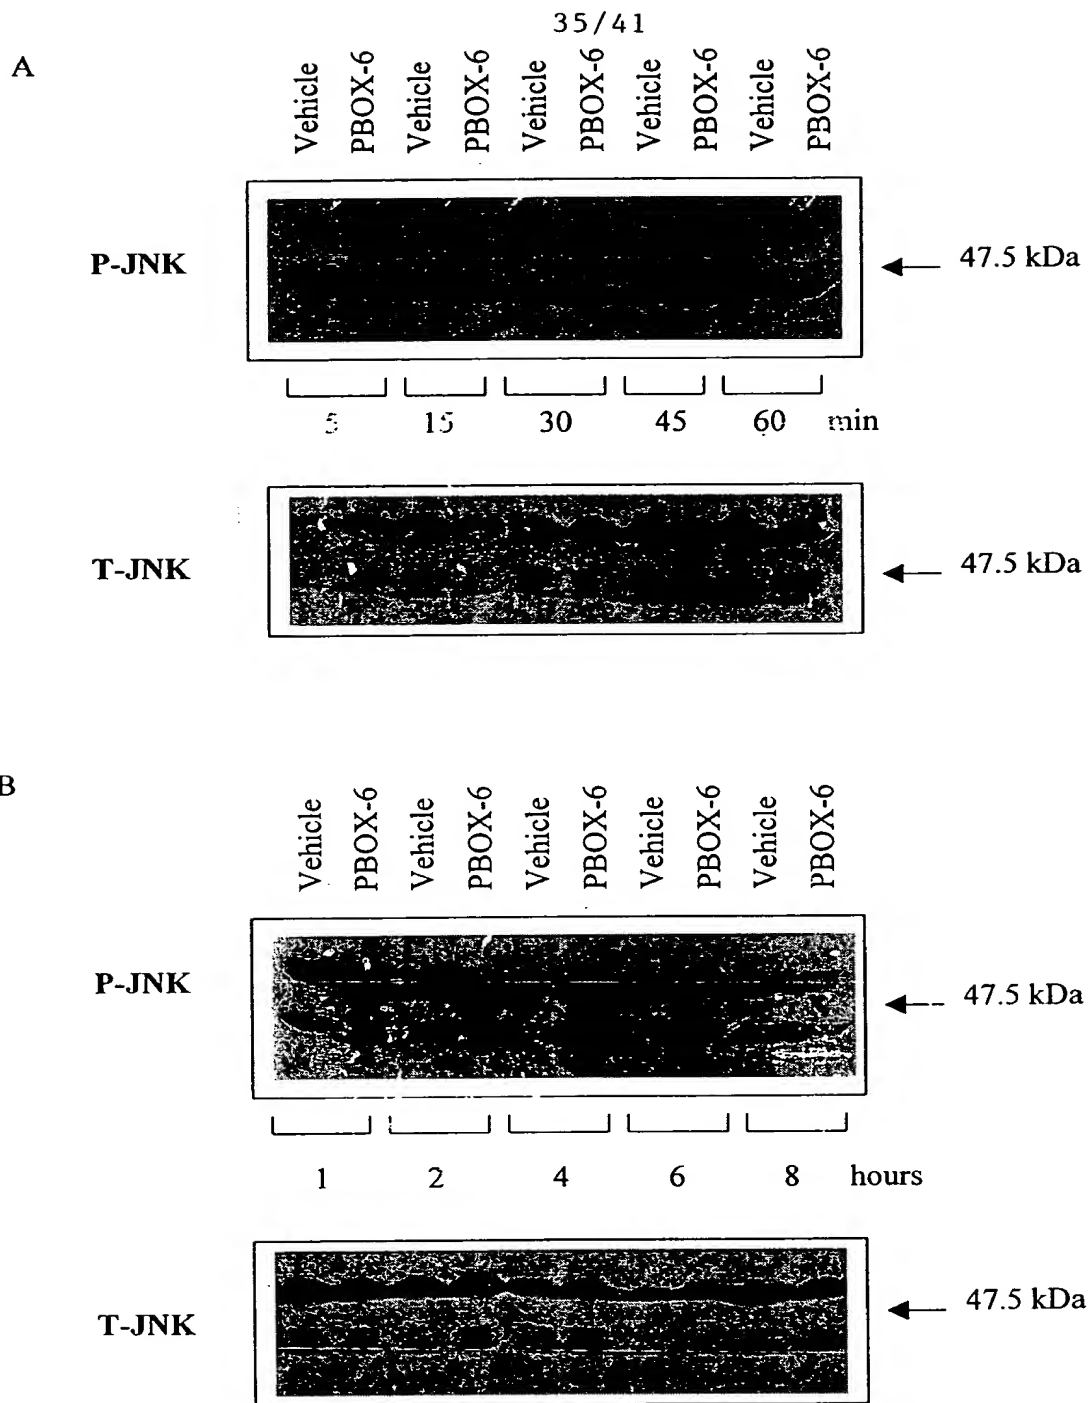 35/41
A
Vehicle PBOX-6 Vehicle PBOX-6 Vehicle PBOX-6 Vehicle PBOX-6 Vehicle PBOX-6
P-JNK
47.5 kDa
5 15 30 45 60 min
T-JNK
47.5 kDa
B
Vehicle PBOX-6 Vehicle PBOX-6 Vehicle PBOX-6 Vehicle PBOX-6 Vehicle PBOX-6
P-JNK
47.5 kDa
1 2 4 6 8 hours
T-JNK
47.5 kDa